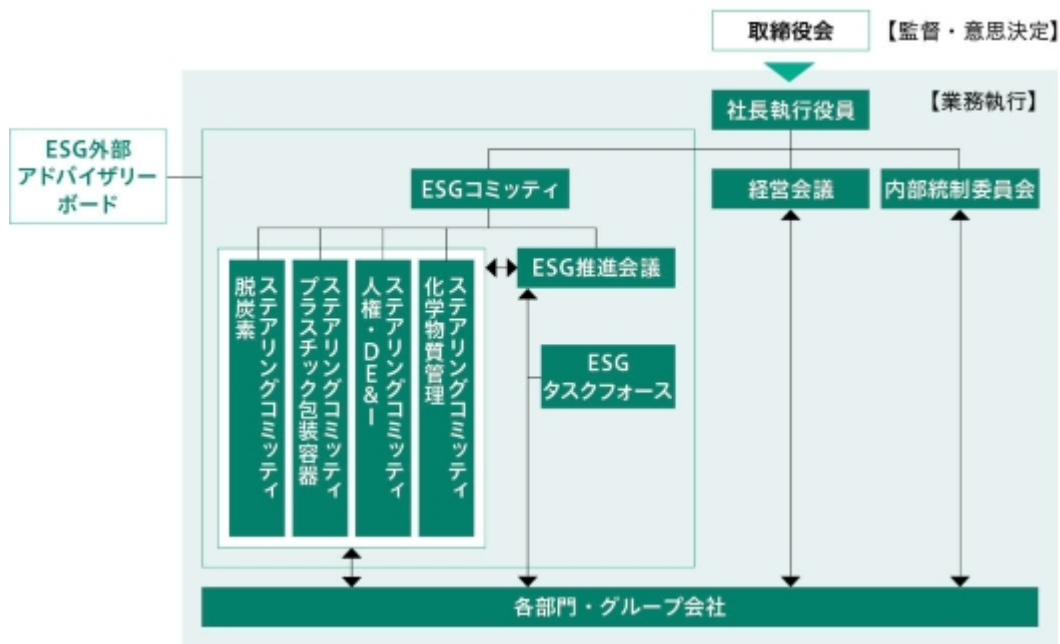 取締役会
【監督・意思決定】
社長執行役員
【業務執行】
ESG外部
アドバイザリー
ボード
ESGコミッティ
経営会議
内部統制委員会
ESG推進会議
脱炭素
ステアリングコミッティ
プラスチック包装容器
ステアリングコミッティ
人権・DE&I
ステアリングコミッティ
化学物質管理
ステアリングコミッティ
ESG
タスクフォース
各部門・グループ会社